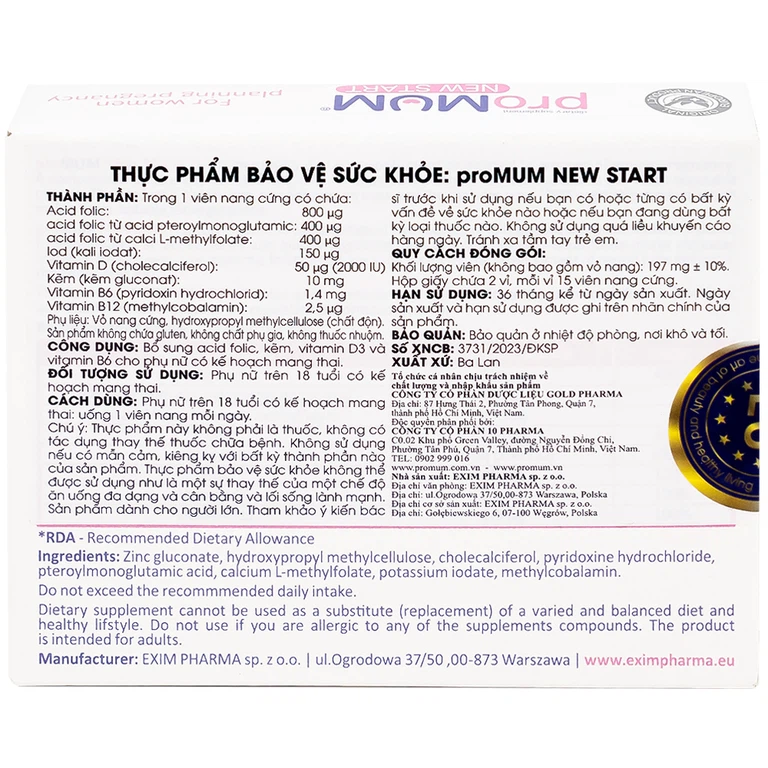 For women
planning pregnancy
proMUM®
NEW START
dietary supplement
THỰC PHẨM BẢO VỆ SỨC KHỎE: proMUM NEW START
THÀNH PHẦN: Trong 1 viên nang cứng có chứa:
Acid folic: 800 µg
acid folic từ acid pteroylmonoglutamic: 400 µg
acid folic từ calci L-methylfolate: 400 µg
Iod (kali iodat): 150 µg
Vitamin D (cholecalciferol): 50 µg (2000 IU)
Kẽm (kẽm gluconat): 10 mg
Vitamin B6 (pyridoxin hydrochlorid): 1,4 mg
Vitamin B12 (methylcobalamin): 2,5 µg
Phụ liệu: Vỏ nang cứng, hydroxypropyl methylcellulose (chất độn).
Sản phẩm không chứa gluten, không chất phụ gia, không thuốc nhuộm.
CÔNG DỤNG: Bổ sung acid folic, kẽm, vitamin D3 và
vitamin B6 cho phụ nữ có kế hoạch mang thai.
ĐỐI TƯỢNG SỬ DỤNG: Phụ nữ trên 18 tuổi có kế
hoạch mang thai.
CÁCH DÙNG: Phụ nữ trên 18 tuổi có kế hoạch mang
thai: uống 1 viên nang mỗi ngày.
Chú ý: Thực phẩm này không phải là thuốc, không có
tác dụng thay thế thuốc chữa bệnh. Không sử dụng
nếu có mẫn cảm, kiêng kỵ với bất kỳ thành phần nào
của sản phẩm. Thực phẩm bảo vệ sức khỏe không thể
được sử dụng như là một sự thay thế của một chế độ
ăn uống đa dạng và cân bằng và lối sống lành mạnh.
Sản phẩm dành cho người lớn. Tham khảo ý kiến bác
sĩ trước khi sử dụng nếu bạn có hoặc từng có bất kỳ
vấn đề về sức khỏe nào hoặc nếu bạn đang dùng bất
kỳ loại thuốc nào. Không sử dụng quá liều khuyến cáo
hàng ngày. Tránh xa tầm tay trẻ em.
QUY CÁCH ĐÓNG GÓI:
Khối lượng viên (không bao gồm vỏ nang): 197 mg ± 10%.
Hộp giấy chứa 2 vỉ, mỗi vỉ 15 viên nang cứng.
HẠN SỬ DỤNG: 36 tháng kể từ ngày sản xuất. Ngày
sản xuất và hạn sử dụng được ghi trên nhãn chính của
sản phẩm.
BẢO QUẢN: Bảo quản ở nhiệt độ phòng, nơi khô và tối.
Số XNCB: 3731/2023/ĐKSP
XUẤT XỨ: Ba Lan
Tổ chức cá nhân chịu trách nhiệm về
chất lượng và nhập khẩu sản phẩm
CÔNG TY CỔ PHẦN DƯỢC LIỆU GOLD PHARMA
Địa chỉ: 87 Hưng Thái 2, Phường Tân Phong, Quận 7,
thành phố Hồ Chí Minh, Việt Nam.
Độc quyền phân phối bởi:
CÔNG TY CỔ PHẦN 10 PHARMA
C0.02 Khu phố Green Valley, đường Nguyễn Đổng Chi,
Phường Tân Phú, Quận 7, Thành phố Hồ Chí Minh, Việt Nam.
TEL: 0902 999 016
www.promum.com.vn - www.promum.vn
Nhà sản xuất: EXIM PHARMA sp. z o.o.
Địa chỉ văn phòng: EXIM PHARMA sp. z o.o.
Địa chỉ: ul.Ogrodowa 37/50,00-873 Warszawa, Polska
Địa chỉ cơ sở sản xuất: EXIM PHARMA sp. z o.o.
Địa chỉ: Gołębiewskiego 6, 07-100 Węgrów, Polska
the art of beauty and healthy living
*RDA - Recommended Dietary Allowance
Ingredients: Zinc gluconate, hydroxypropyl methylcellulose, cholecalciferol, pyridoxine hydrochloride,
pteroylmonoglutamic acid, calcium L-methylfolate, potassium iodate, methylcobalamin.
Do not exceed the recommmended daily intake.
Dietary supplement cannot be used as a substitute (replacement) of a varied and balanced diet and
healthy lifstyle. Do not use if you are allergic to any of the supplements compounds. The product
is intended for adults.
Manufacturer: EXIM PHARMA sp. z o.o. | ul.Ogrodowa 37/50 ,00-873 Warszawa | www.eximpharma.eu